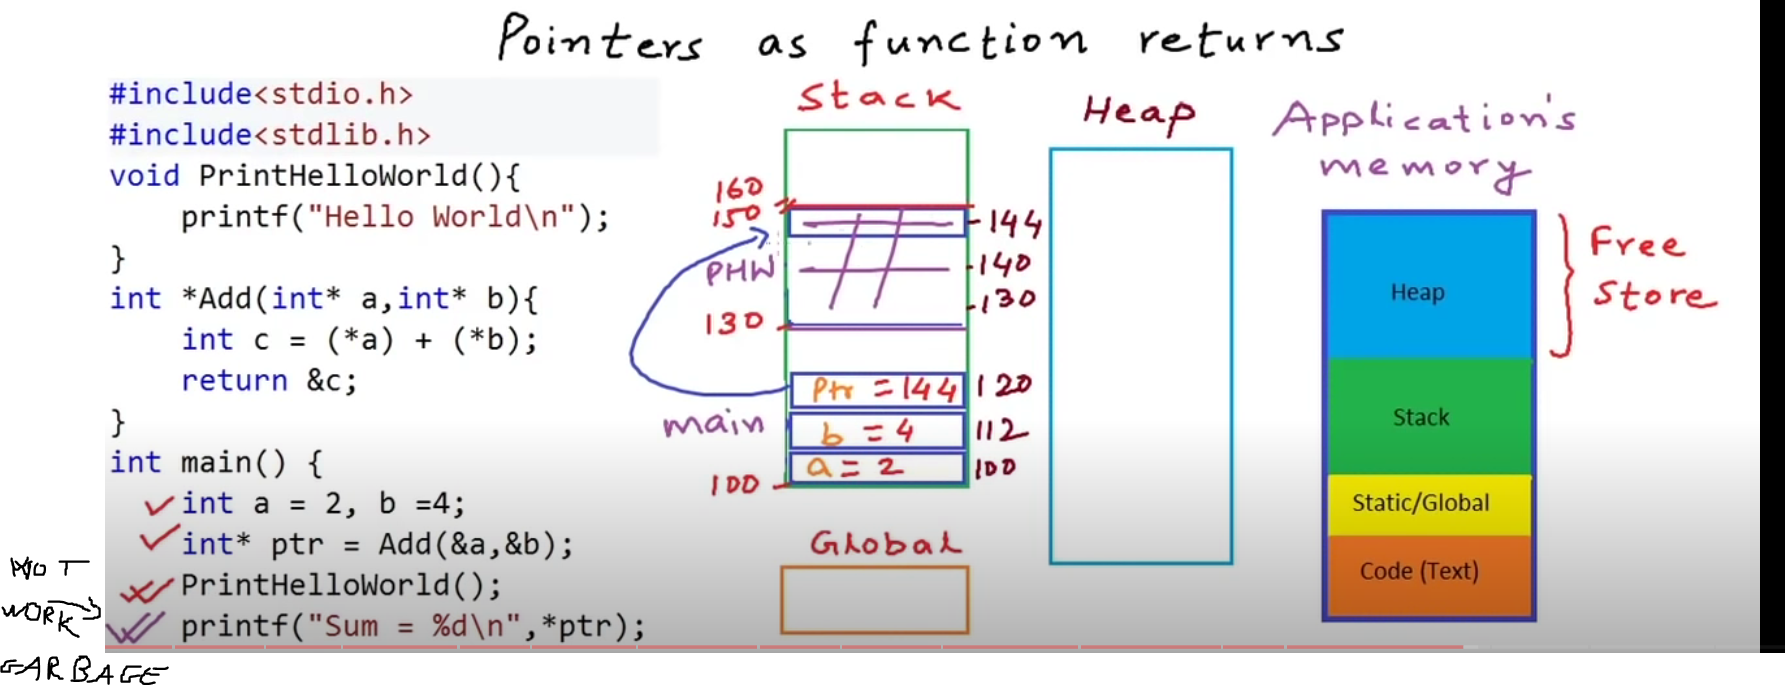 Pointers as function returns
#include<stdio.h>
#include<stdlib.h>
void PrintHelloWorld(){
printf("Hello World\n");
}
int *Add(int* a,int* b){
int c = (*a) + (*b);
return &c;
}
int main() {
int a = 2, b =4;
int* ptr = Add(&a,&b);
PrintHelloWorld();
printf("Sum = %d\n",*ptr);
NOT
WORK
GARBAGE
Stack
160
150
144
PHW
140
130
130
Ptr = 144
120
main
b = 4
112
a = 2
100
100
Global
Heap
Application's
memory
Heap
Stack
Static/Global
Code (Text)
Free
Store